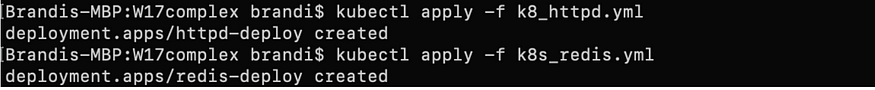 [Brandis-MBP:W17complex brandi$ kubectl apply -f k8_httpd.yml
deployment.apps/httpd-deploy created
[Brandis-MBP:W17complex brandi$ kubectl apply -f k8s_redis.yml
deployment.apps/redis-deploy created